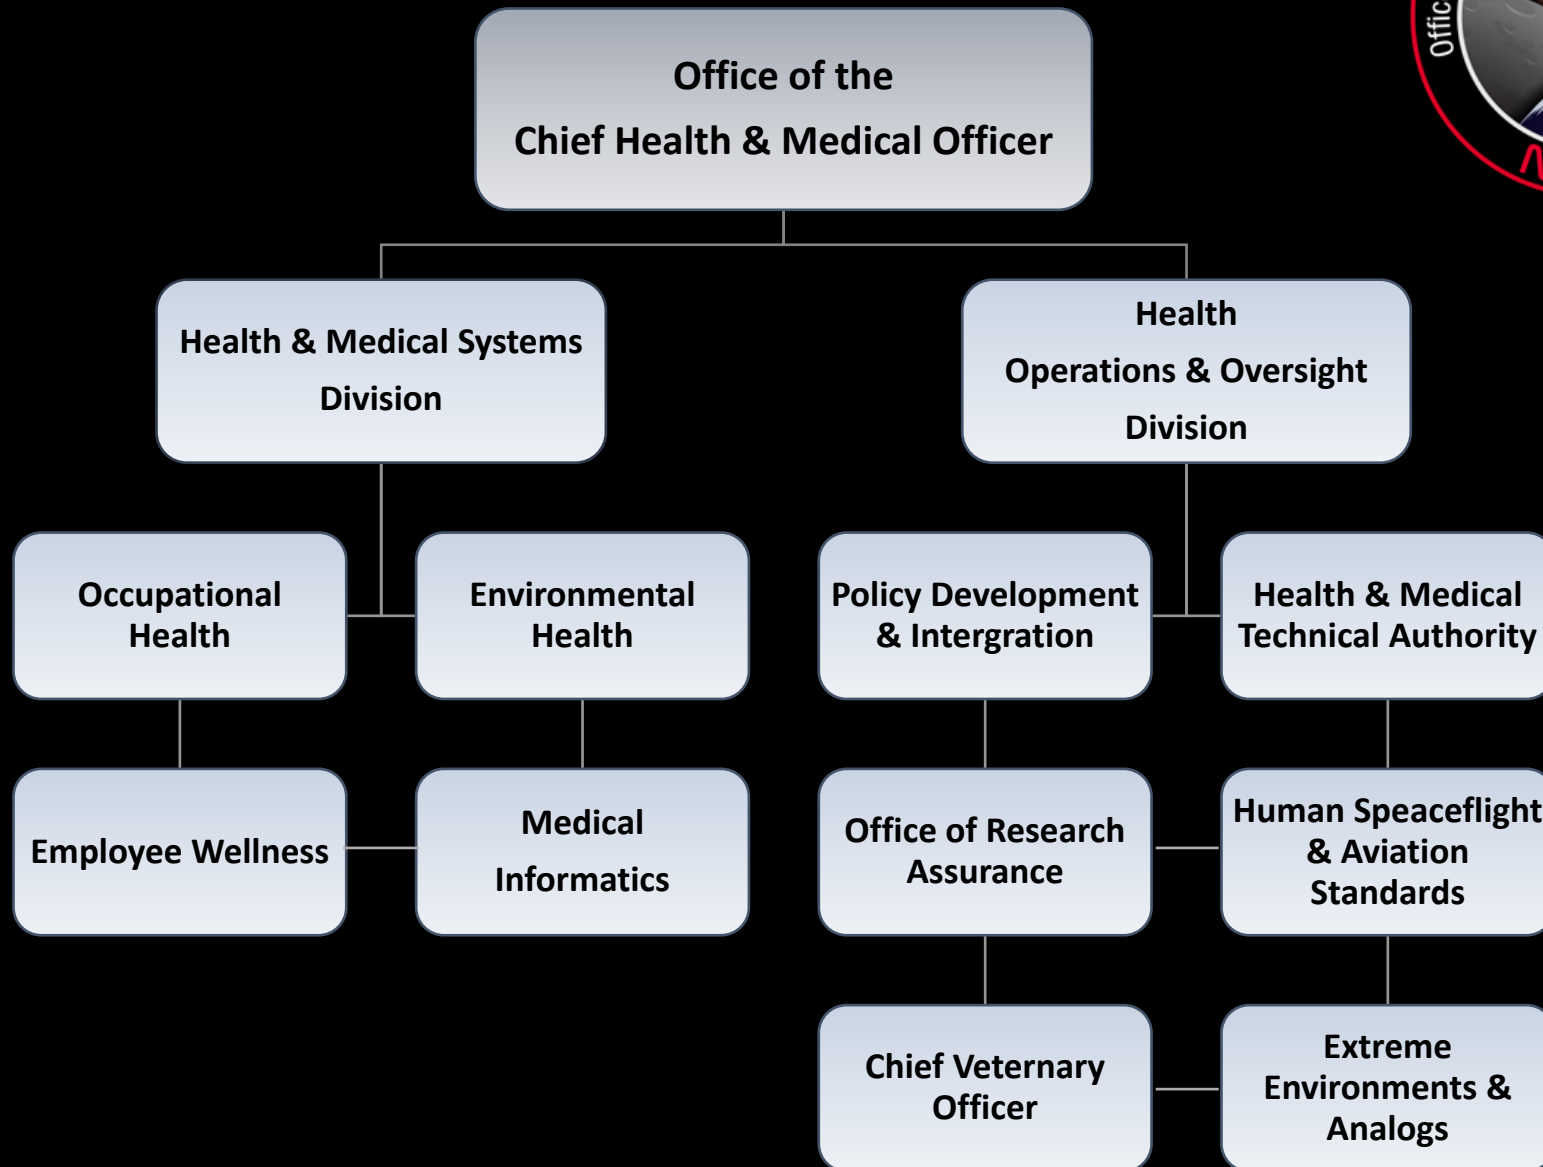 Office of the
Chief Health & Medical Officer
Health & Medical Systems
Division
Health
Operations & Oversight
Division
Occupational
Health
Environmental
Health
Policy Development
& Intergration
Health & Medical
Technical Authority
Employee Wellness
Medical
Informatics
Office of Research
Assurance
Human Speaceflight
& Aviation
Standards
Chief Veternary
Officer
Extreme
Environments &
Analogs